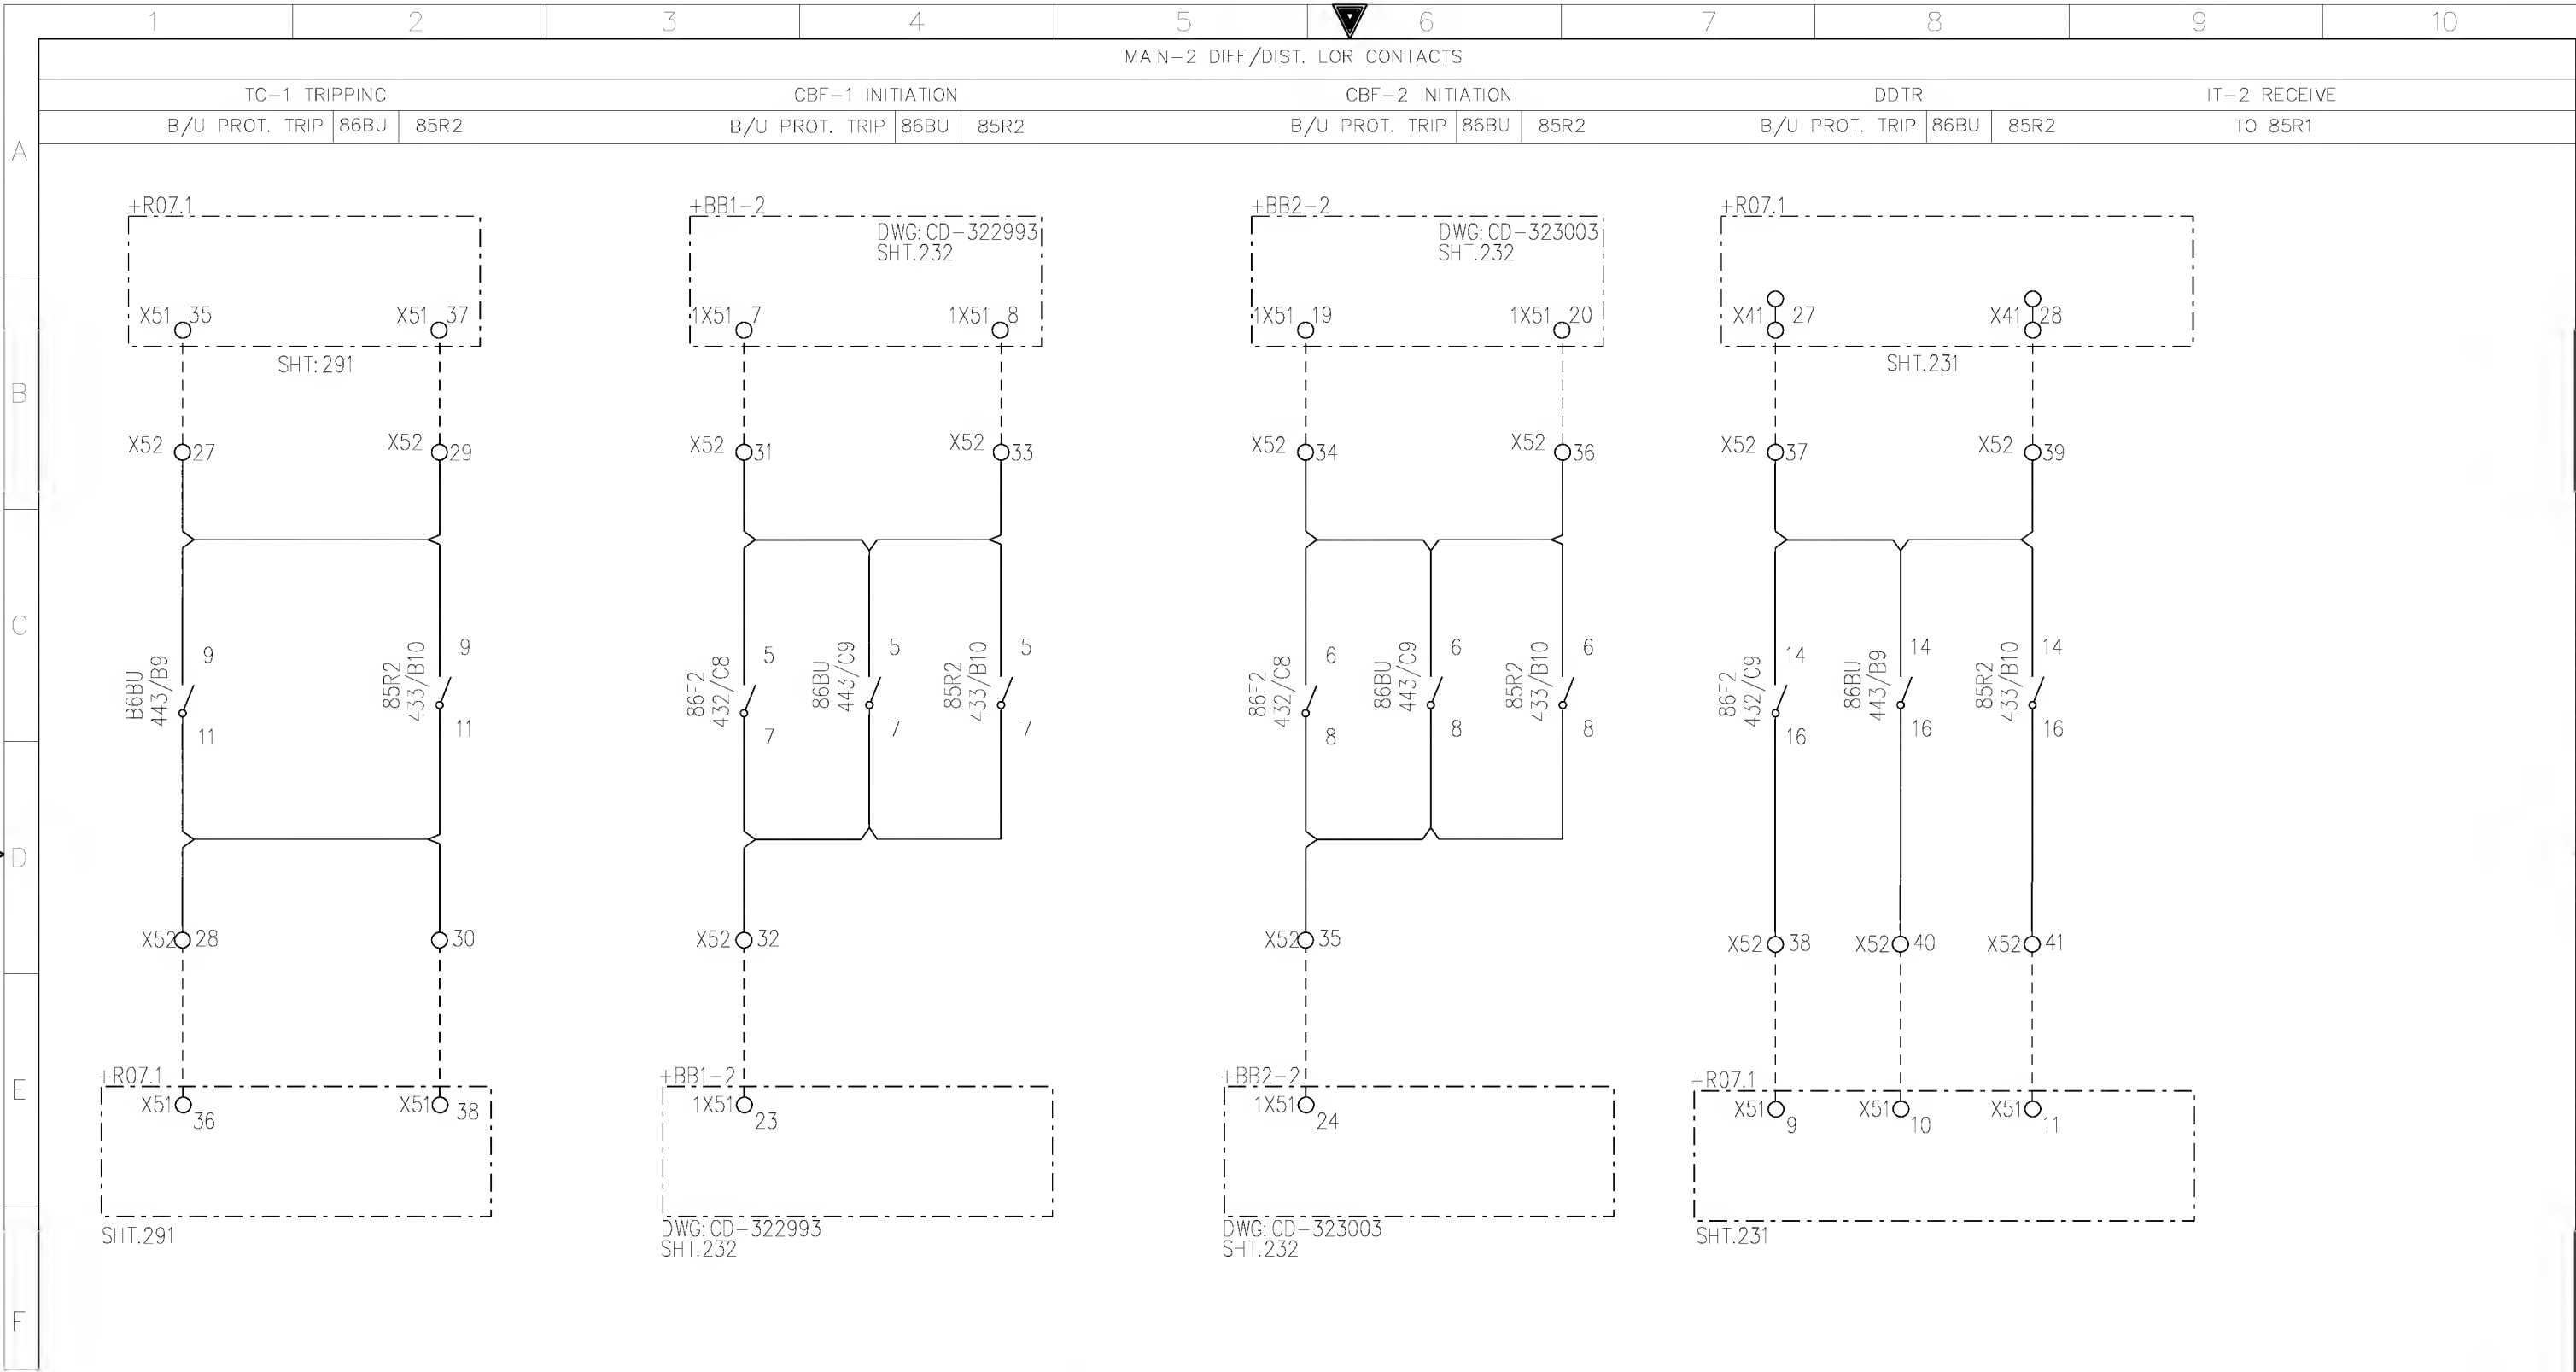 1 2 3 4 5 6 7 8 9 10
MAIN-2 DIFF/DIST. LOR CONTACTS
TC-1 TRIPPINC CBF-1 INITIATION CBF-2 INITIATION DDTR IT-2 RECEIVE
B/U PROT. TRIP 86BU 85R2 B/U PROT. TRIP 86BU 85R2 B/U PROT. TRIP 86BU 85R2 B/U PROT. TRIP 86BU 85R2 TO 85R1
A
+R07.1 +BB1-2 +BB2-2 +R07.1
DWG:CD-322993 DWG:CD-323003
SHT.232 SHT.232
X51 35 X51 37 1X51 7 1X51 8 1X51 19 1X51 20 X41 27 X41 28
SHT:291 SHT.231
B
X52 27 X52 29 X52 31 X52 33 X52 34 X52 36 X52 37 X52 39
C
9 9 5 5 5 6 6 6 14 14 14
B6BU 85R2 86F2 86BU 85R2 86F2 86BU 85R2 86F2 86BU 85R2
443/B9 433/B10 432/C8 443/C9 433/B10 432/C8 443/C9 433/B10 432/C9 443/B9 433/B10
11 11 7 7 7 8 8 8 16 16 16
D
X52 28 30 X52 32 X52 35 X52 38 X52 40 X52 41
E
+R07.1 +BB1-2 +BB2-2 +R07.1
X51 36 X51 38 1X51 23 1X51 24 X51 9 X51 10 X51 11
SHT.291 DWG:CD-322993 DWG:CD-323003 SHT.231
SHT.232 SHT.232
F